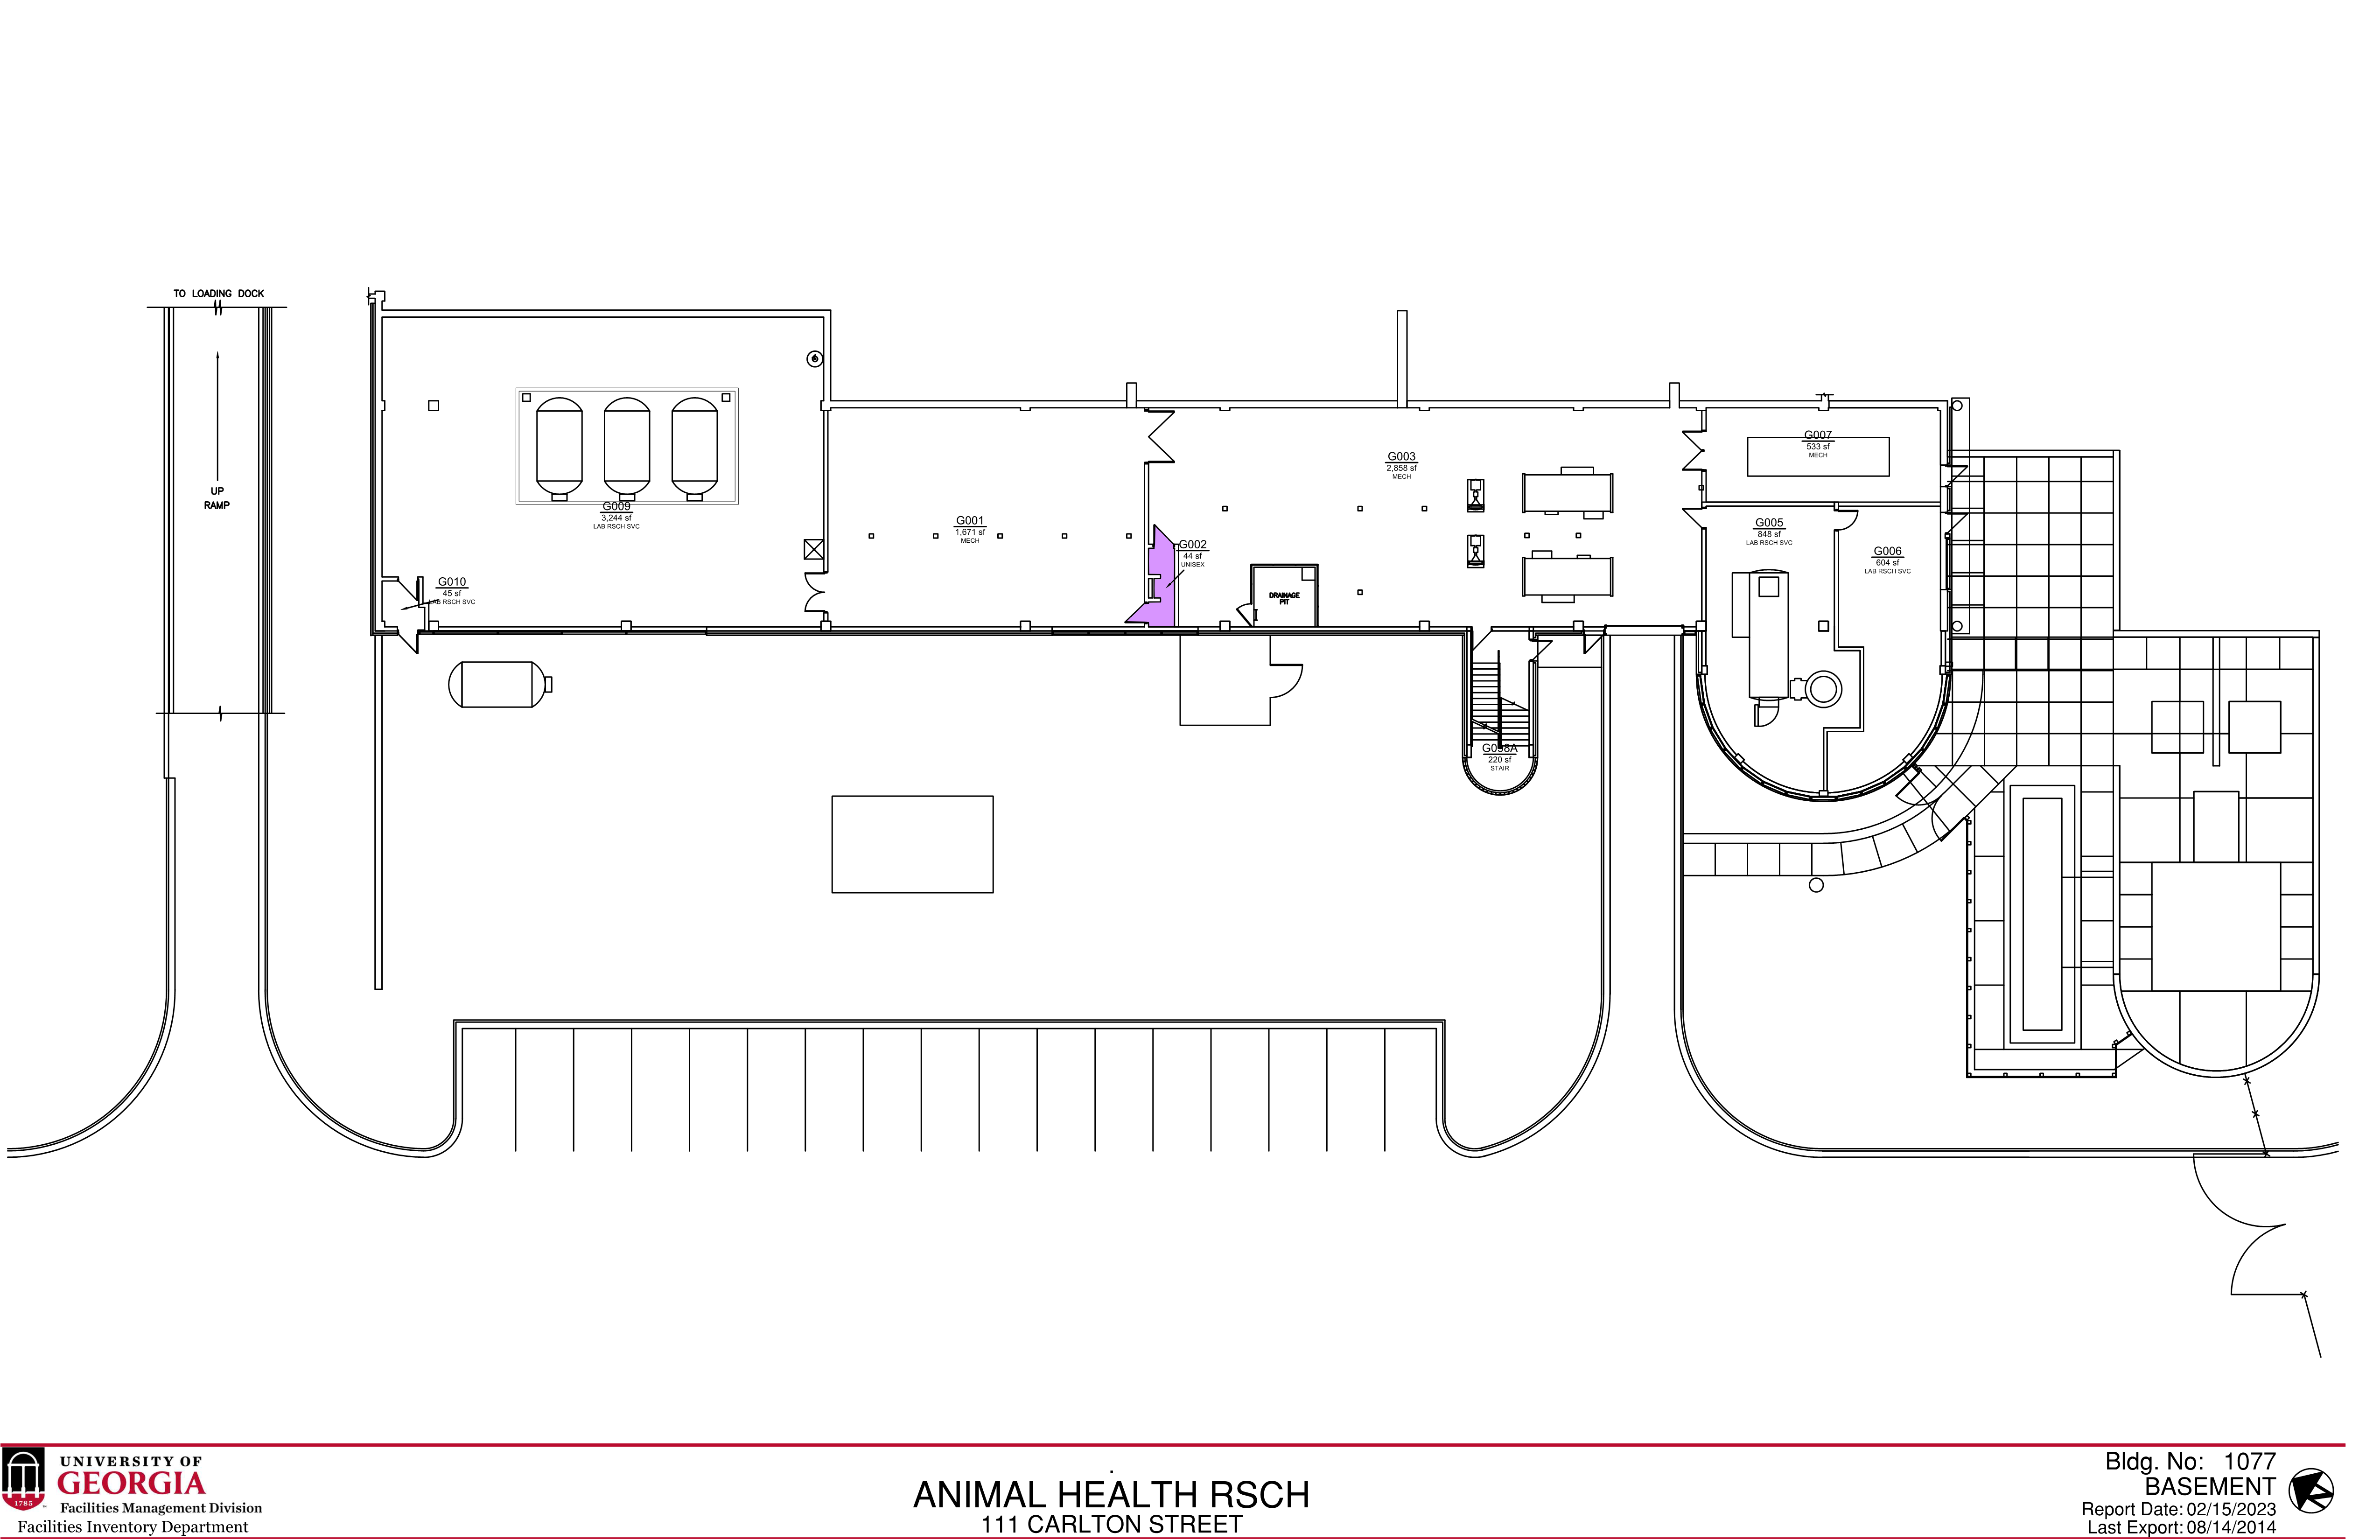 TO LOADING DOCK
UP
RAMP
G009
3,244 sf
LAB RSCH SVC
G010
45 sf
LAB RSCH SVC
G001
1,671 sf
MECH
G002
44 sf
UNISEX
DRAINAGE
PIT
G003
2,858 sf
MECH
G098A
220 sf
STAIR
G007
533 sf
MECH
G005
848 sf
LAB RSCH SVC
G006
604 sf
LAB RSCH SVC
UNIVERSITY OF
GEORGIA
1785
Facilities Management Division
Facilities Inventory Department
.
ANIMAL HEALTH RSCH
111 CARLTON STREET
Bldg. No: 1077
BASEMENT
Report Date: 02/15/2023
Last Export: 08/14/2014
N